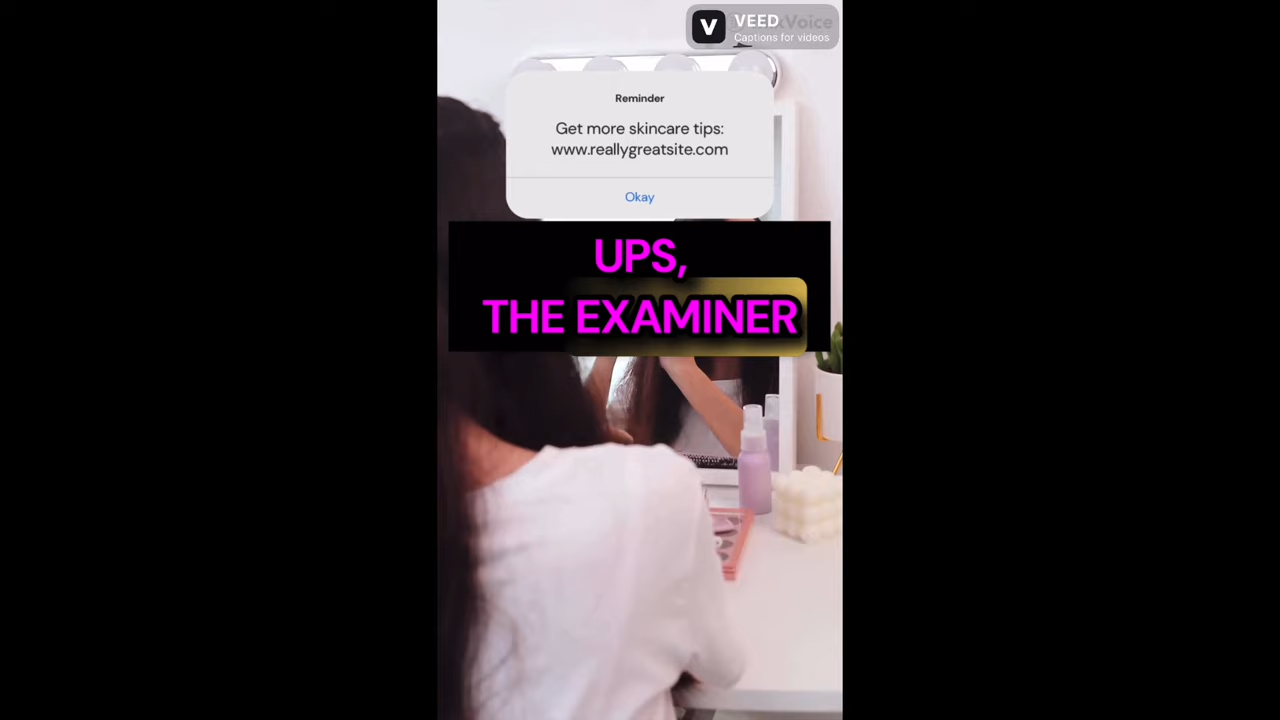 VEED
Voice
Captions for videos
Reminder
Get more skincare tips:
www.reallygreatsite.com
Okay
UPS,
THE EXAMINER